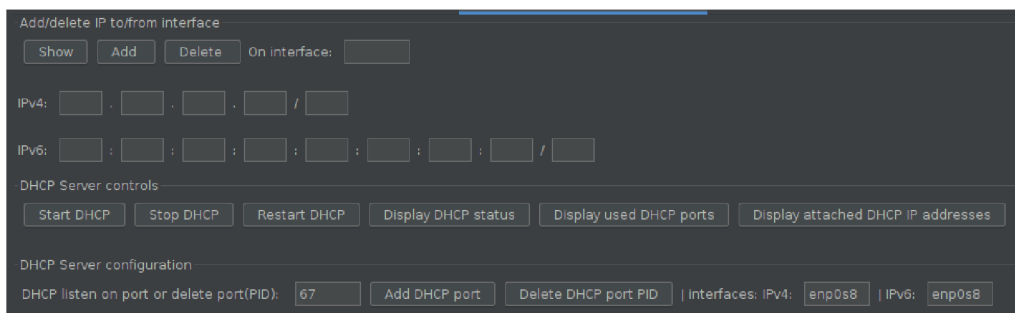 Add/delete IP to/from interface
Show Add Delete On interface:
IPv4: . . . /
IPv6: : : : : : : : /
DHCP Server controls
Start DHCP Stop DHCP Restart DHCP Display DHCP status Display used DHCP ports Display attached DHCP IP addresses
DHCP Server configuration
DHCP listen on port or delete port(PID): 67 Add DHCP port Delete DHCP port PID | interfaces: IPv4: enp0s8 | IPv6: enp0s8